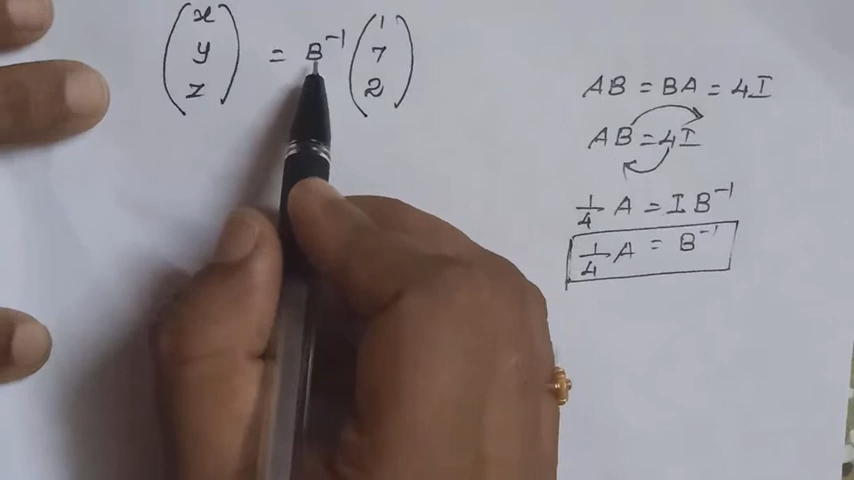 (x y z) = B⁻¹ (1 7 2)
AB = BA = 4I
AB = 4I
1/4 A = I B⁻¹
1/4 A = B⁻¹